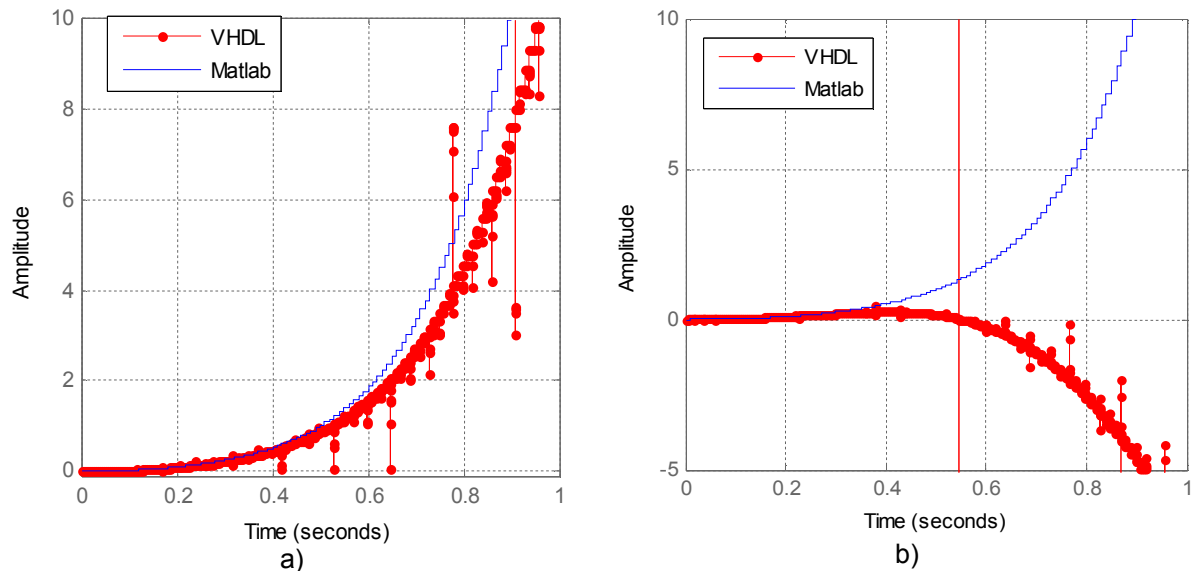 10
8
6
4
2
0
Amplitude
VHDL
Matlab
0 0.2 0.4 0.6 0.8 1
Time (seconds)
a)
10
5
0
-5
Amplitude
VHDL
Matlab
0 0.2 0.4 0.6 0.8 1
Time (seconds)
b)